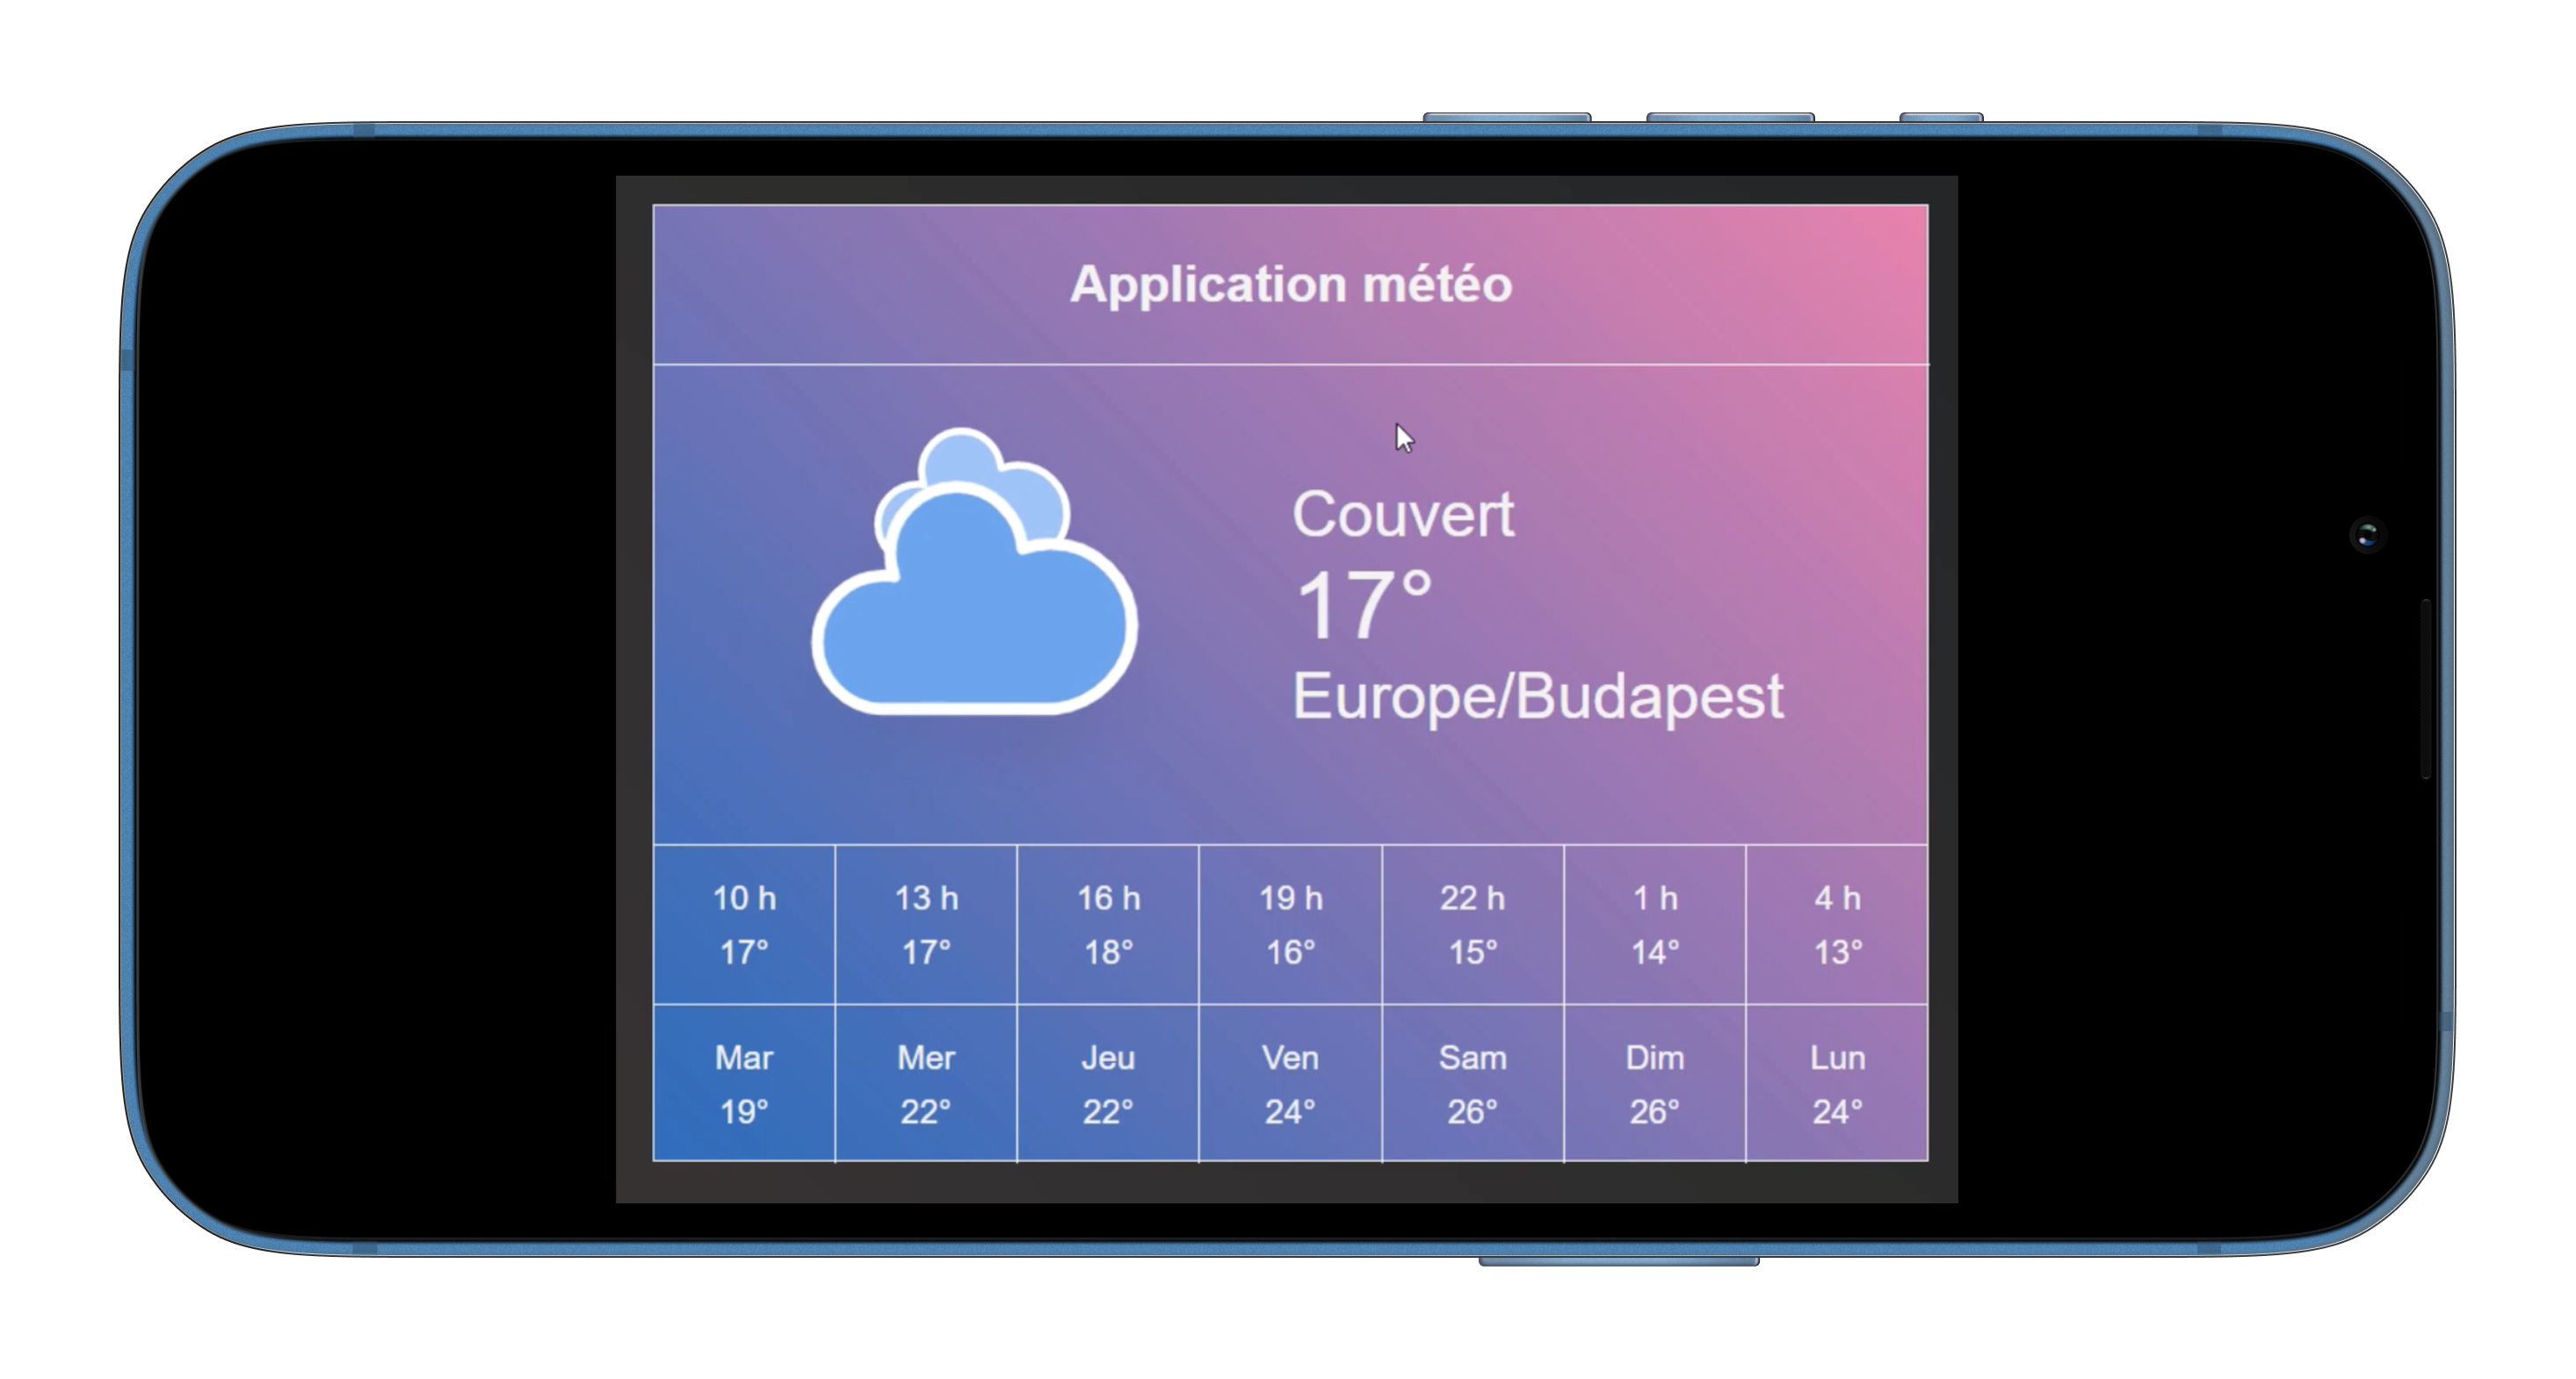 Application météo
Couvert
17°
Europe/Budapest
10 h 13 h 16 h 19 h 22 h 1 h 4 h
17° 17° 18° 16° 15° 14° 13°
Mar Mer Jeu Ven Sam Dim Lun
19° 22° 22° 24° 26° 26° 24°